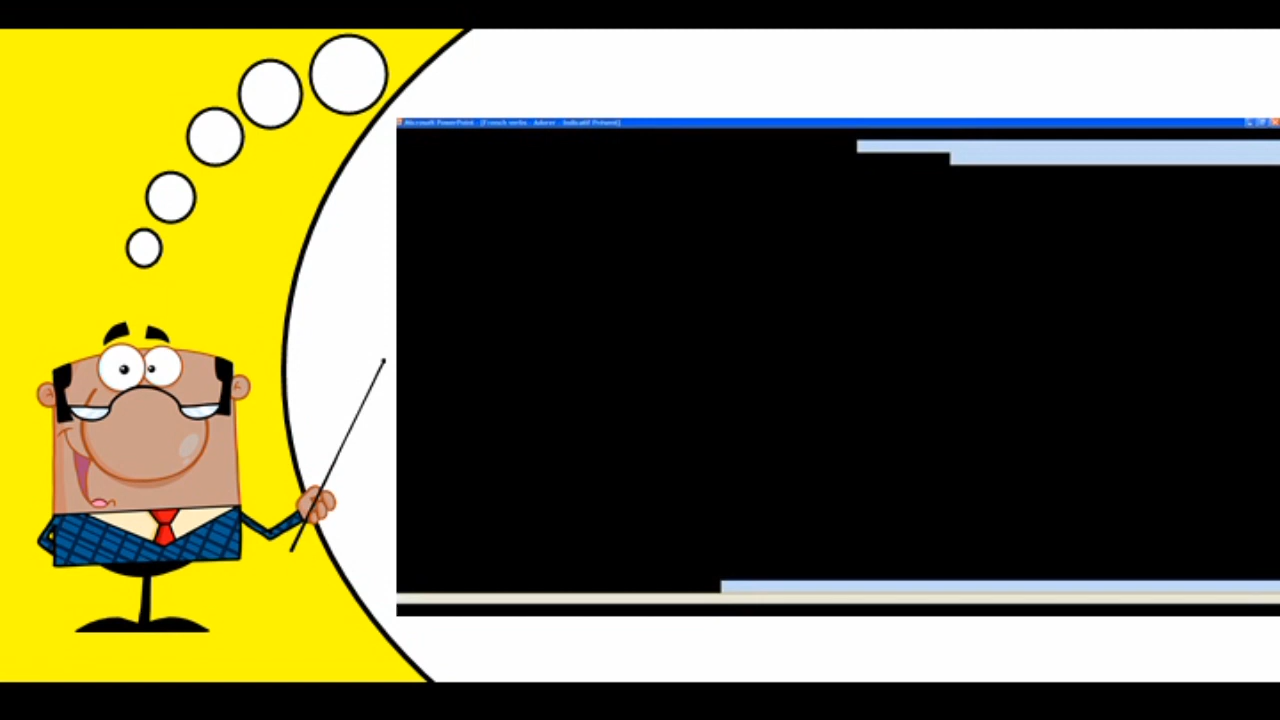 Microsoft PowerPoint - [French verbs - Adorer - Indicatif Présent]